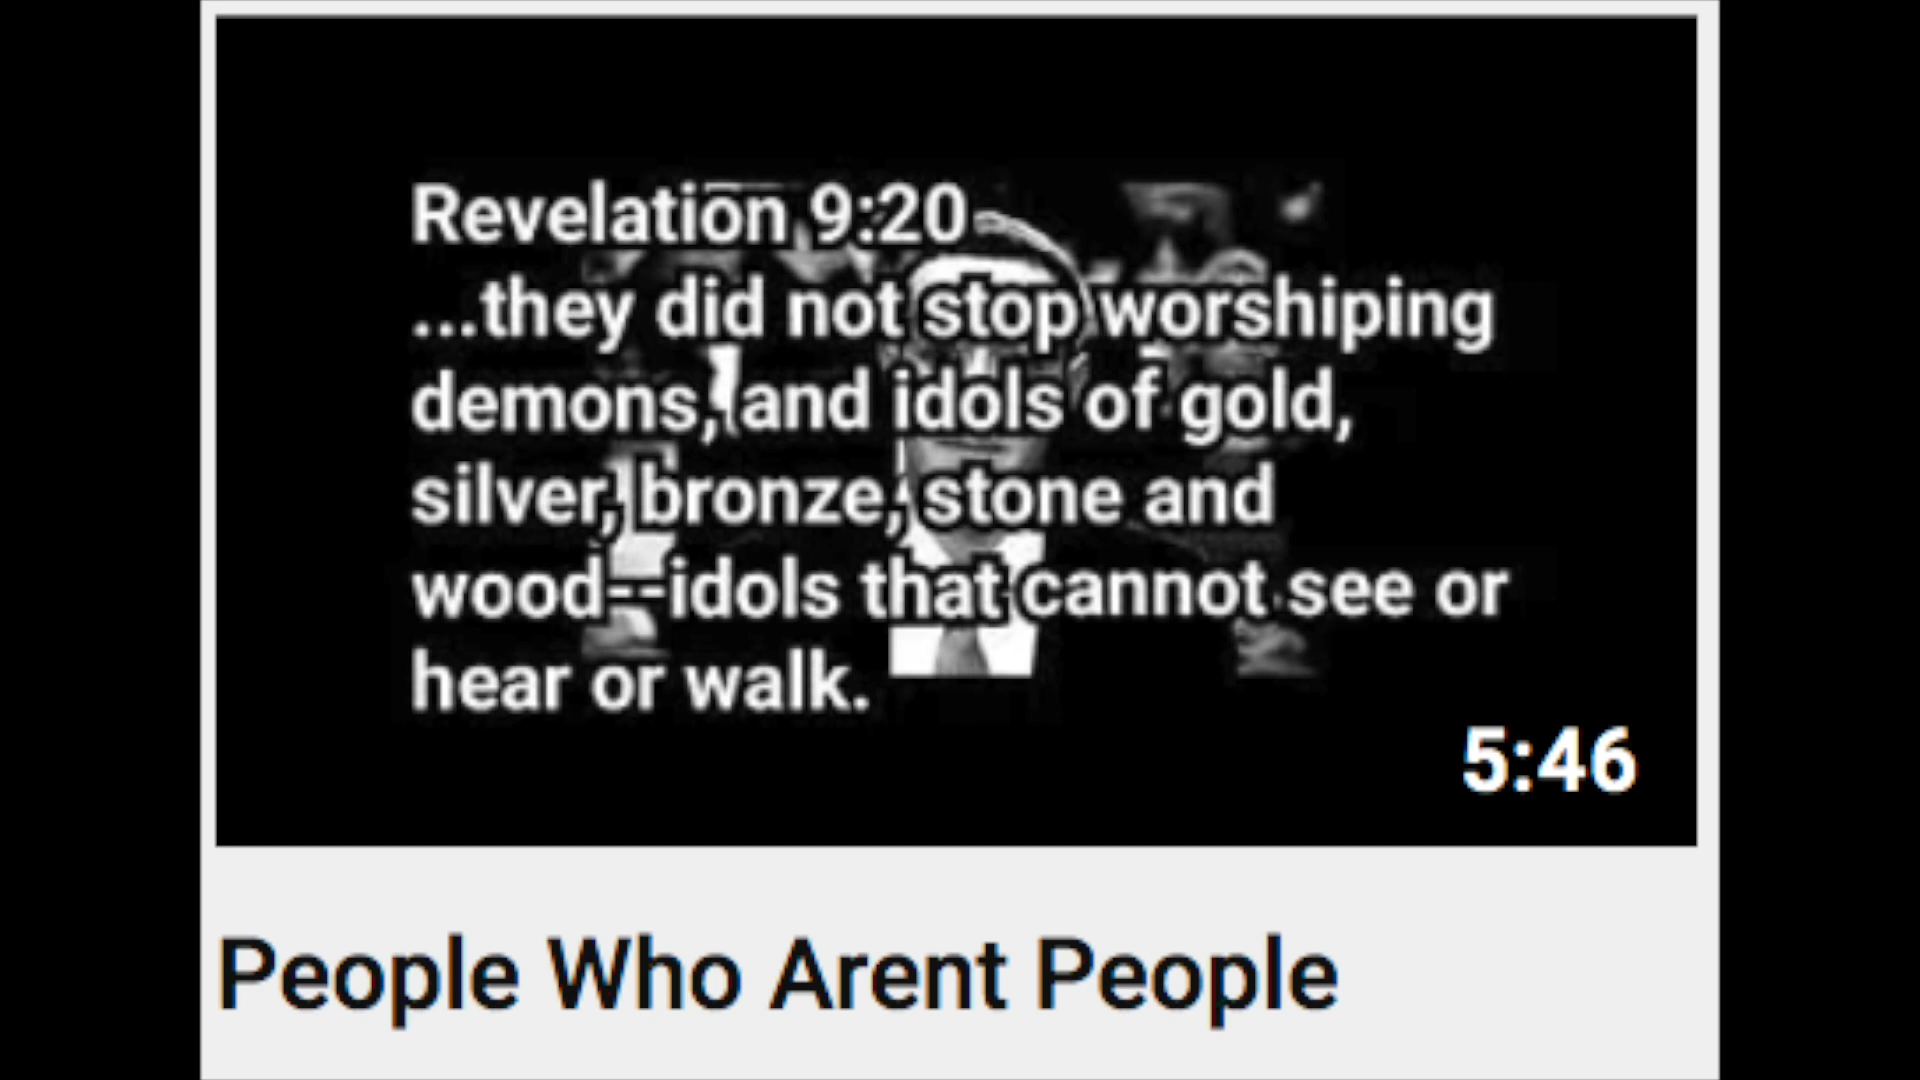 Revelation 9:20
...they did not stop worshiping
demons, and idols of gold,
silver, bronze, stone and
wood--idols that cannot see or
hear or walk.
5:46
People Who Arent People